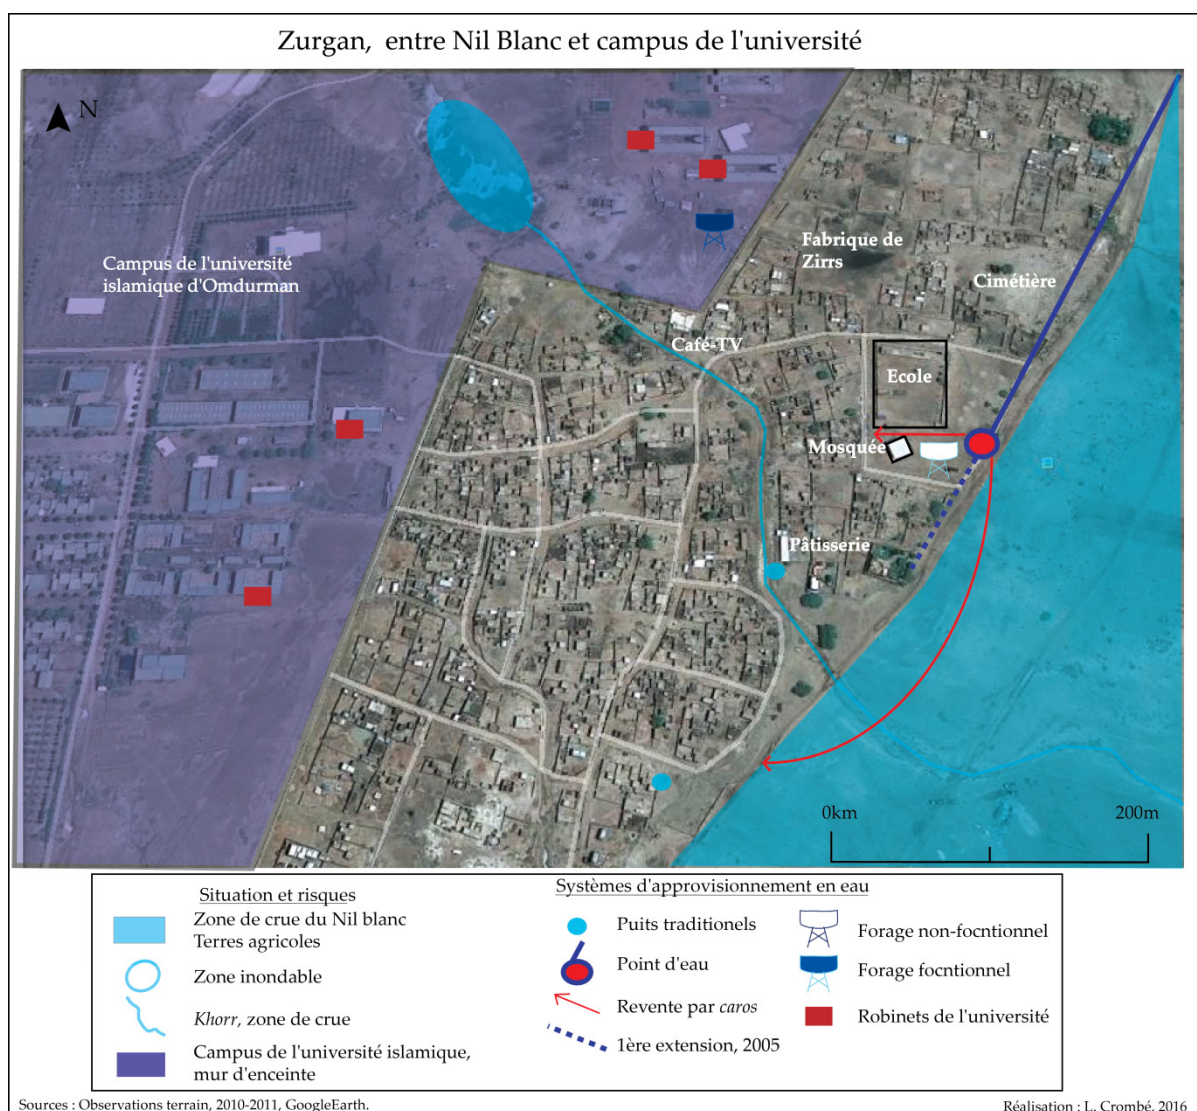 Zurgan, entre Nil Blanc et campus de l'université
N
Campus de l'université
islamique d'Omdurman
Fabrique de
Zirrs
Cimétière
Café-TV
Ecole
Mosquée
Pâtisserie
0km
200m
Situation et risques
Zone de crue du Nil blanc
Terres agricoles
Zone inondable
Khorr, zone de crue
Campus de l'université islamique,
mur d'enceinte
Systèmes d'approvisionnement en eau
Puits traditionels
Point d'eau
Revente par caros
1ère extension, 2005
Forage non-focntionnel
Forage focntionnel
Robinets de l'université
Sources : Observations terrain, 2010-2011, GoogleEarth.
Réalisation : L. Crombé, 2016